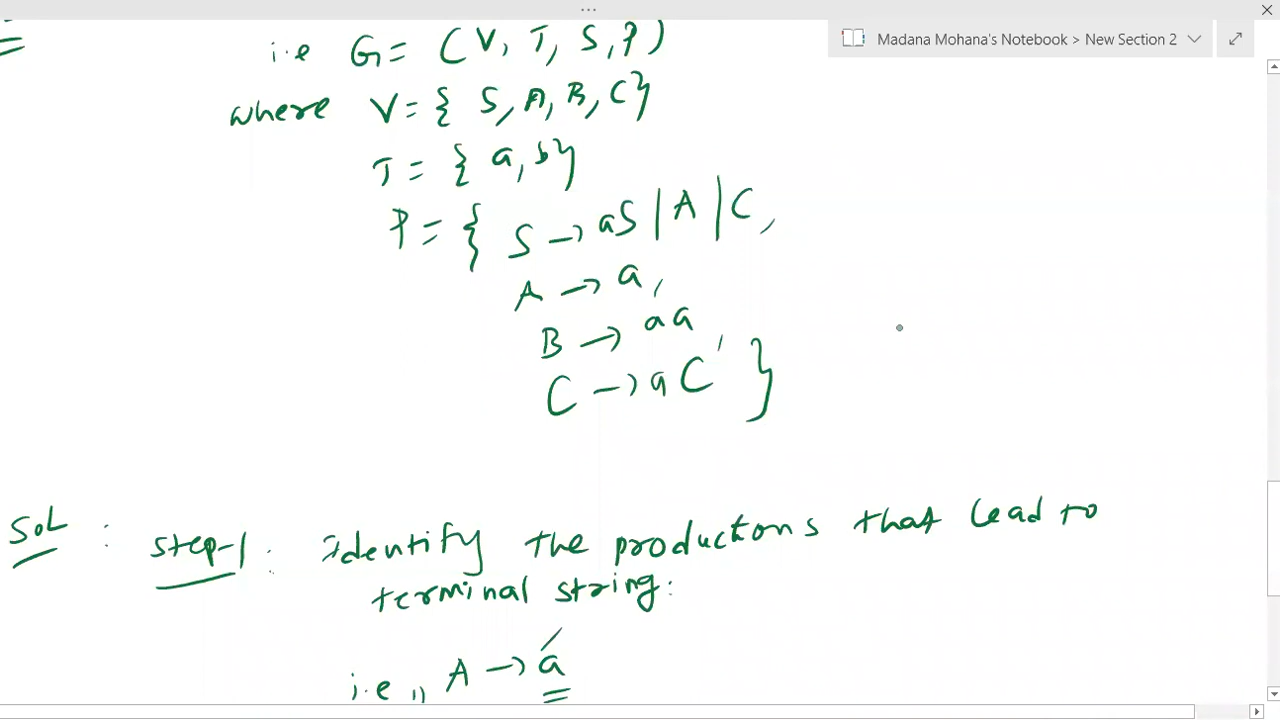 Madana Mohana's Notebook > New Section 2
i.e G = (V, T, S, P)
where V = { S, A, B, C}
T = { a, b}
P = { S → aS | A | C,
A → a,
B → aa,
C → aC }
Sol : Step-1: Identify the productons that lead to
terminal string:
i.e,, A → a